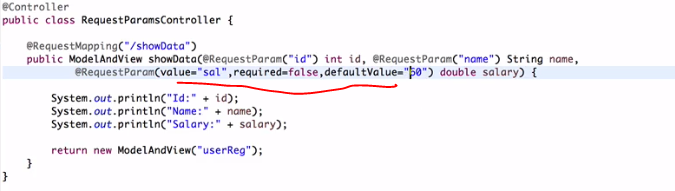 @Controller
public class RequestParamsController {
@RequestMapping("/showData")
public ModelAndView showData(@RequestParam("id") int id, @RequestParam("name") String name,
@RequestParam(value="sal",required=false,defaultValue="60") double salary) {
System.out.println("Id:" + id);
System.out.println("Name:" + name);
System.out.println("Salary:" + salary);
return new ModelAndView("userReg");
}
}